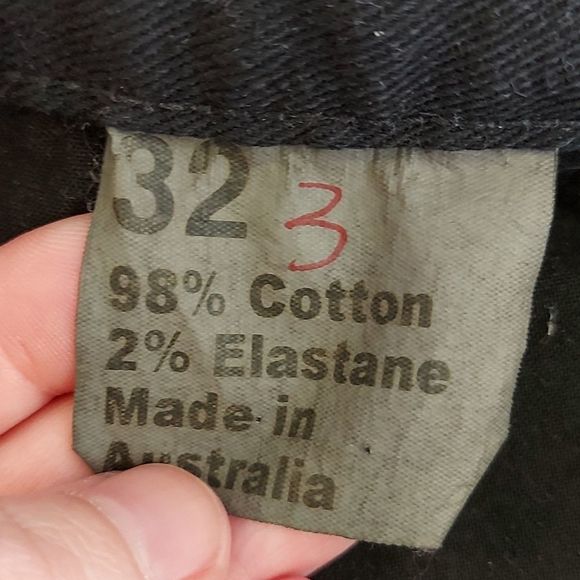 32 3
98% Cotton
2% Elastane
Made in
Australia